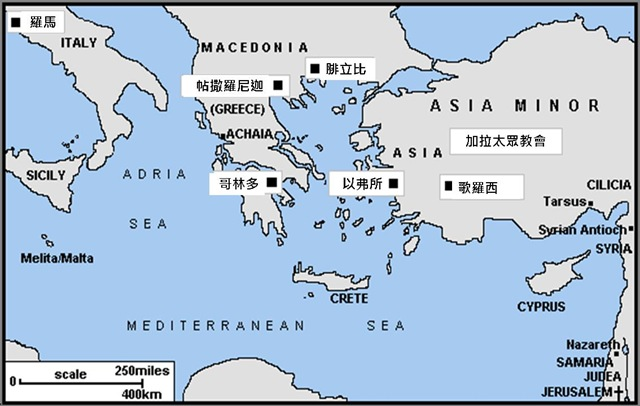 羅馬
ITALY
MACEDONIA
腓立比
帖撒羅尼迦
(GREECE)
ASIA MINOR
ACHAIA
加拉太眾教會
ASIA
SICILY
ADRIA
哥林多
以弗所
歌羅西
CILICIA
Tarsus
SEA
Syrian Antioch
SYRIA
Melita/Malta
CRETE
CYPRUS
MEDITERRANEAN SEA
Nazareth
SAMARIA
JUDEA
JERUSALEM
scale
250miles
0
400km